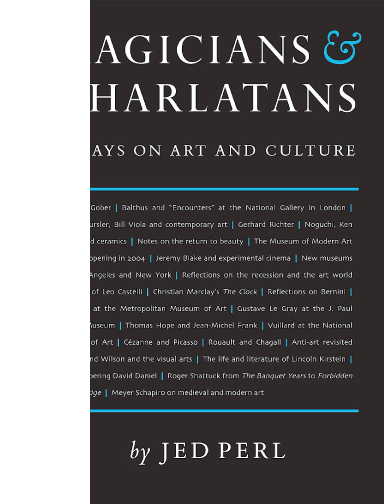 AGICIANS &
HARLATANS
AYS ON ART AND CULTURE
Gober | Balthus and "Encounters" at the National Gallery in London |
ursler, Bill Viola and contemporary art | Gerhard Richter | Noguchi, Ken
d ceramics | Notes on the return to beauty | The Museum of Modern Art
opening in 2004 | Jeremy Blake and experimental cinema | New museums
Angeles and New York | Reflections on the recession and the art world
of Leo Castelli | Christian Marclay's The Clock | Reflections on Bernini |
at the Metropolitan Museum of Art | Gustave Le Gray at the J. Paul
Museum | Thomas Hope and Jean-Michel Frank | Vuillard at the National
of Art | Cézanne and Picasso | Rouault and Chagall | Anti-art revisited
nd Wilson and the visual arts | The life and literature of Lincoln Kirstein |
bering David Daniel | Roger Shattuck from The Banquet Years to Forbidden
dge | Meyer Schapiro on medieval and modern art
by JED PERL